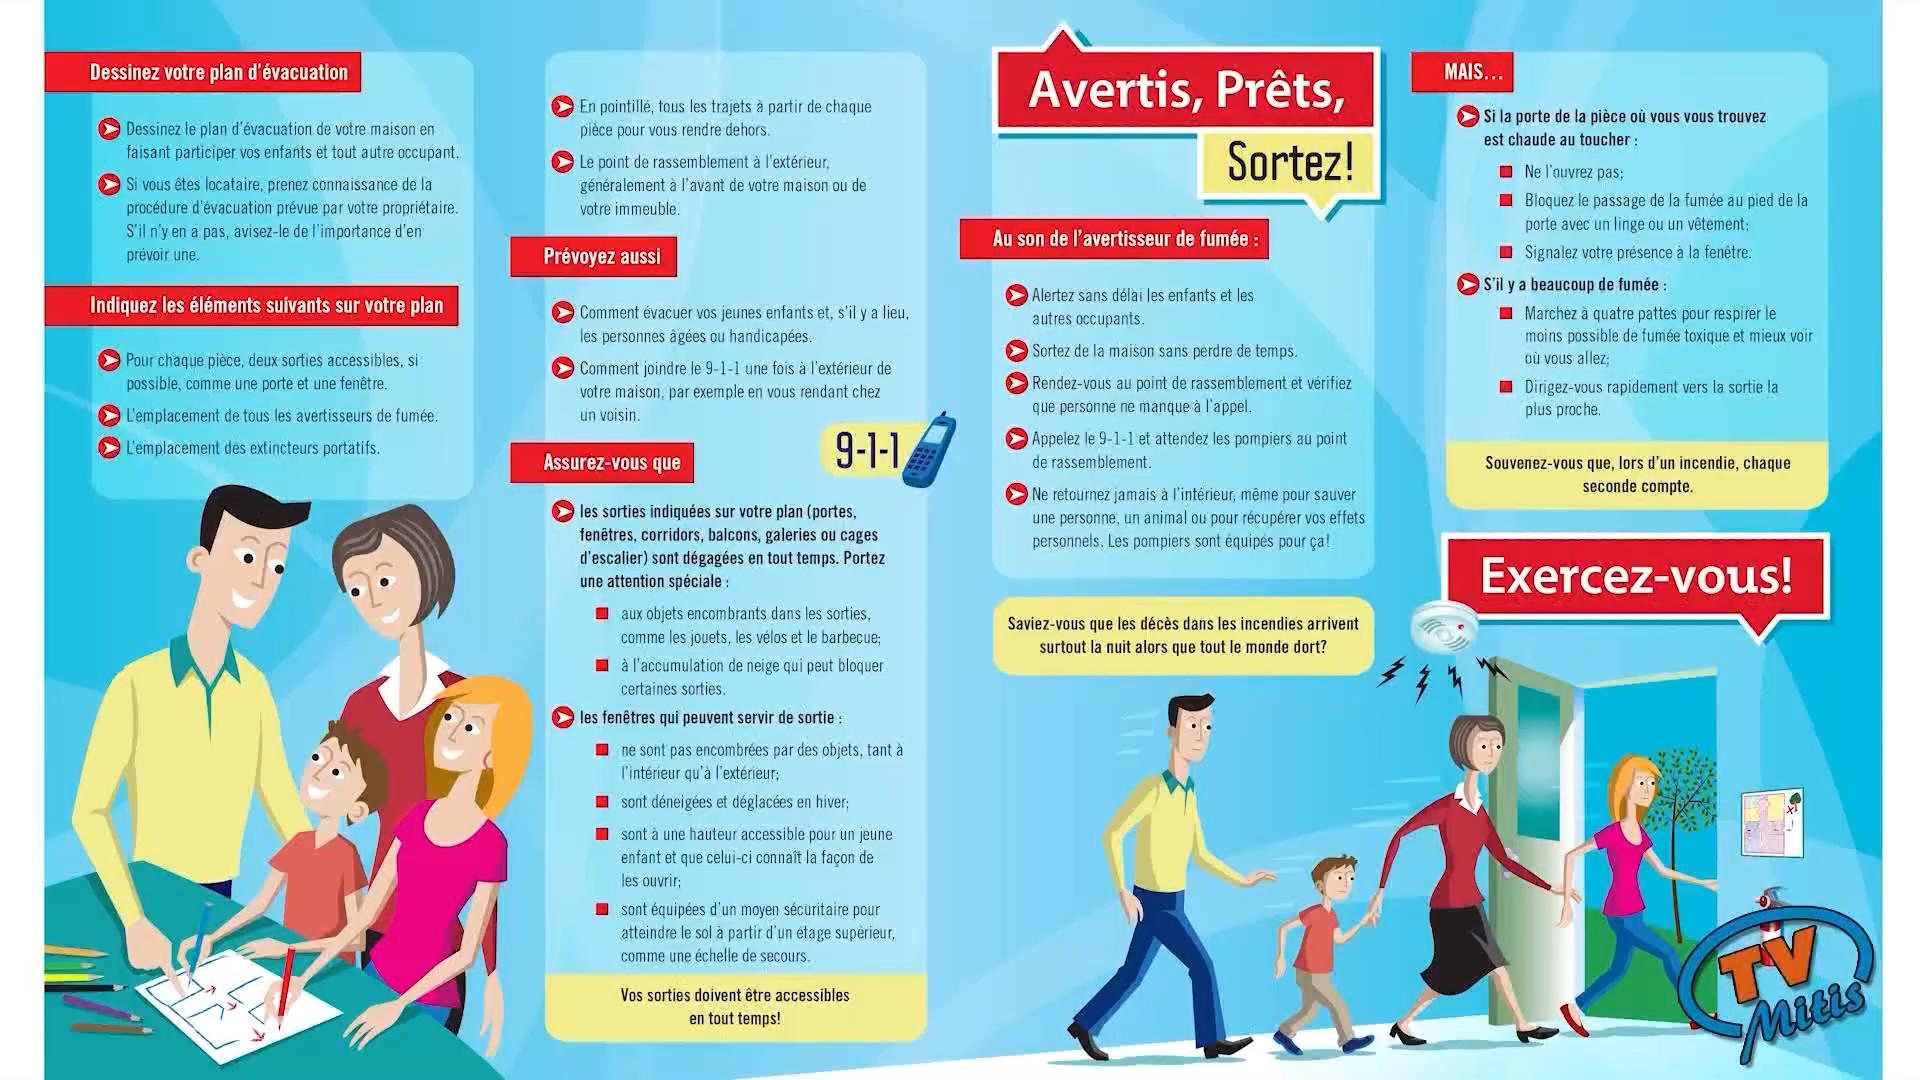 Dessinez votre plan d'évacuation
Dessinez le plan d'évacuation de votre maison en
faisant participer vos enfants et tout autre occupant.
Si vous êtes locataire, prenez connaissance de la
procédure d'évacuation prévue par votre propriétaire.
S'il n'y en a pas, avisez-le de l'importance d'en
prévoir une.
Indiquez les éléments suivants sur votre plan
Pour chaque pièce, deux sorties accessibles, si
possible, comme une porte et une fenêtre.
L'emplacement de tous les avertisseurs de fumée.
L'emplacement des extincteurs portatifs.
En pointillé, tous les trajets à partir de chaque
pièce pour vous rendre dehors.
Le point de rassemblement à l'extérieur,
généralement à l'avant de votre maison ou de
votre immeuble.
Prévoyez aussi
Comment évacuer vos jeunes enfants et, s'il y a lieu,
les personnes âgées ou handicapées.
Comment joindre le 9-1-1 une fois à l'extérieur de
votre maison, par exemple en vous rendant chez
un voisin.
9-1-1
Assurez-vous que
les sorties indiquées sur votre plan (portes,
fenêtres, corridors, balcons, galeries ou cages
d'escalier) sont dégagées en tout temps. Portez
une attention spéciale :
aux objets encombrants dans les sorties,
comme les jouets, les vélos et le barbecue;
à l'accumulation de neige qui peut bloquer
certaines sorties.
les fenêtres qui peuvent servir de sortie :
ne sont pas encombrées par des objets, tant à
l'intérieur qu'à l'extérieur;
sont déneigées et déglacées en hiver;
sont à une hauteur accessible pour un jeune
enfant et que celui-ci connaît la façon de
les ouvrir;
sont équipées d'un moyen sécuritaire pour
atteindre le sol à partir d'un étage supérieur,
comme une échelle de secours.
Vos sorties doivent être accessibles
en tout temps!
Avertis, Prêts,
Sortez!
Au son de l'avertisseur de fumée :
Alertez sans délai les enfants et les
autres occupants.
Sortez de la maison sans perdre de temps.
Rendez-vous au point de rassemblement et vérifiez
que personne ne manque à l'appel.
Appelez le 9-1-1 et attendez les pompiers au point
de rassemblement.
Ne retournez jamais à l'intérieur, même pour sauver
une personne, un animal ou pour récupérer vos effets
personnels. Les pompiers sont équipés pour ça!
Saviez-vous que les décès dans les incendies arrivent
surtout la nuit alors que tout le monde dort?
MAIS...
Si la porte de la pièce où vous vous trouvez
est chaude au toucher :
Ne l'ouvrez pas;
Bloquez le passage de la fumée au pied de la
porte avec un linge ou un vêtement;
Signalez votre présence à la fenêtre.
S'il y a beaucoup de fumée :
Marchez à quatre pattes pour respirer le
moins possible de fumée toxique et mieux voir
où vous allez;
Dirigez-vous rapidement vers la sortie la
plus proche.
Souvenez-vous que, lors d'un incendie, chaque
seconde compte.
Exercez-vous!
TV
Mitis